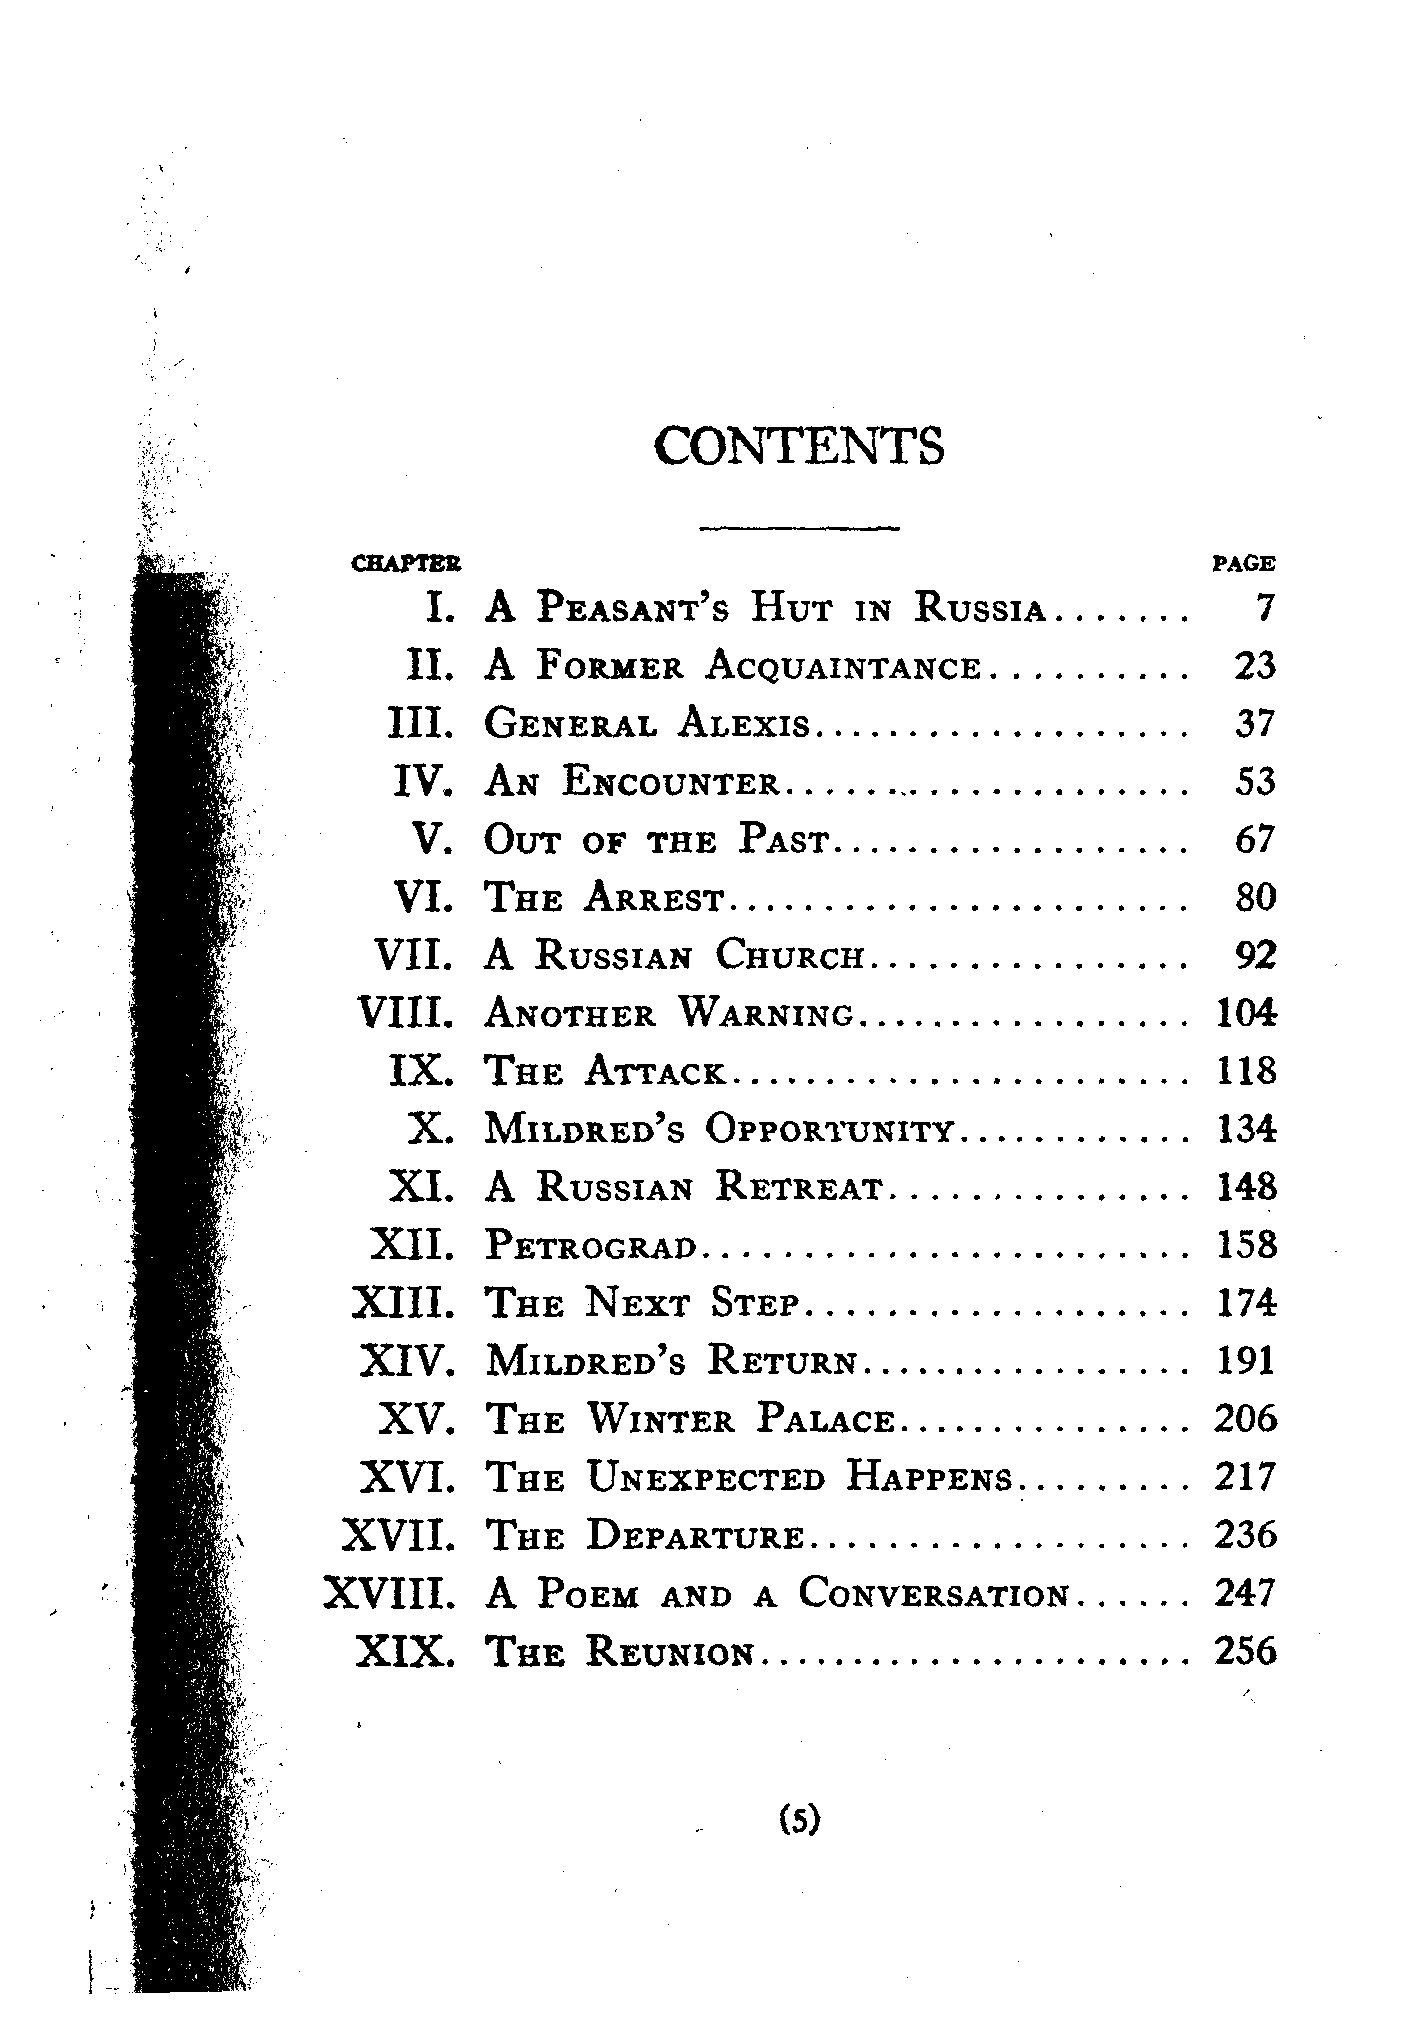 CONTENTS
CHAPTER PAGE
I. A PEASANT'S HUT IN RUSSIA....... 7
II. A FORMER ACQUAINTANCE.......... 23
III. GENERAL ALEXIS................... 37
IV. AN ENCOUNTER..................... 53
V. OUT OF THE PAST.................. 67
VI. THE ARREST....................... 80
VII. A RUSSIAN CHURCH................ 92
VIII. ANOTHER WARNING................. 104
IX. THE ATTACK....................... 118
X. MILDRED'S OPPORTUNITY............ 134
XI. A RUSSIAN RETREAT............... 148
XII. PETROGRAD........................ 158
XIII. THE NEXT STEP................... 174
XIV. MILDRED'S RETURN................. 191
XV. THE WINTER PALACE............... 206
XVI. THE UNEXPECTED HAPPENS......... 217
XVII. THE DEPARTURE................... 236
XVIII. A POEM AND A CONVERSATION...... 247
XIX. THE REUNION...................... 256
(5)